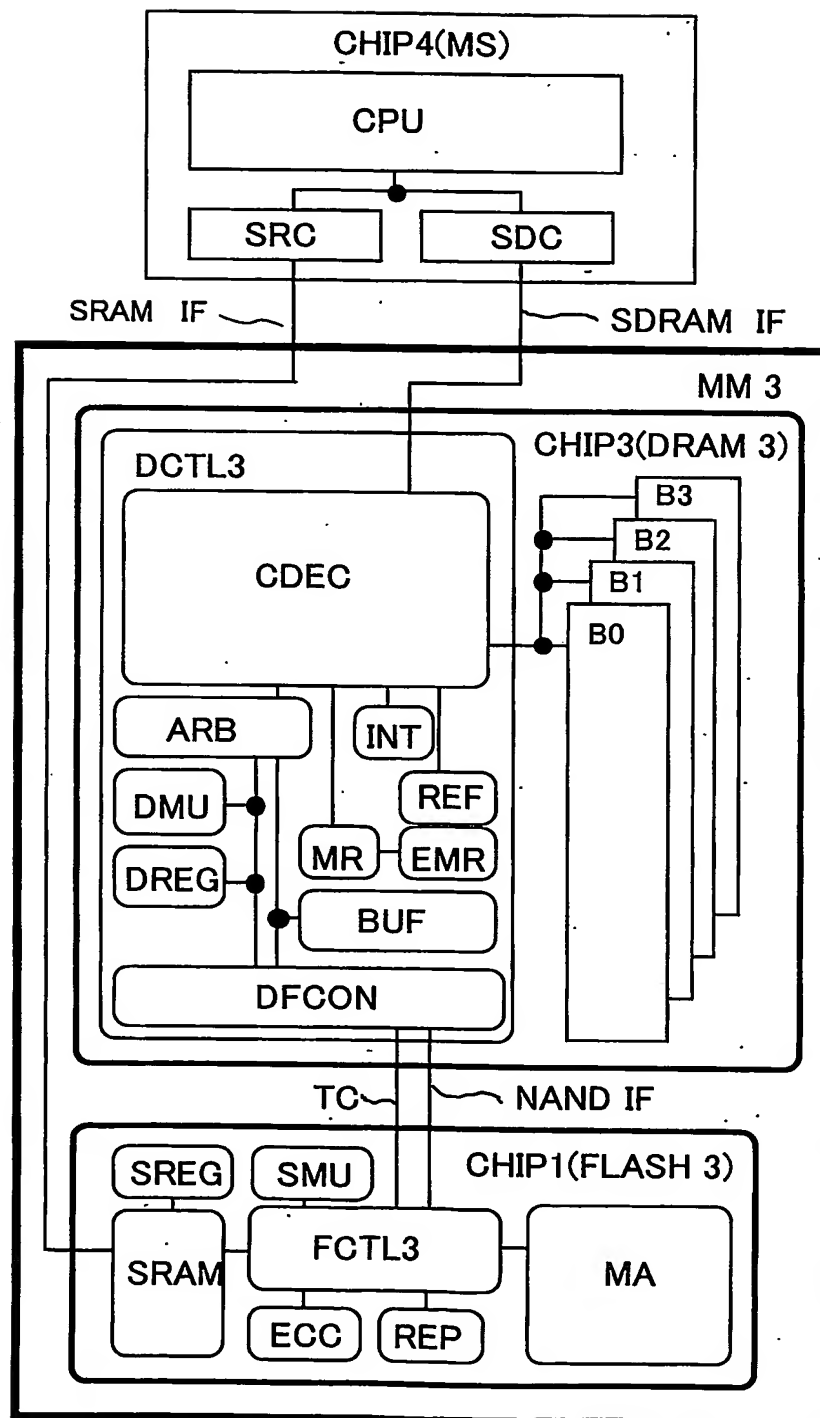 CHIP4(MS)
CPU
SRC
SDC
SRAM IF
SDRAM IF
MM 3
CHIP3(DRAM 3)
DCTL3
CDEC
B3
B2
B1
B0
ARB
INT
DMU
REF
MR
EMR
DREG
BUF
DFCON
TC
NAND IF
CHIP1(FLASH 3)
SREG
SMU
SRAM
FCTL3
MA
ECC
REP